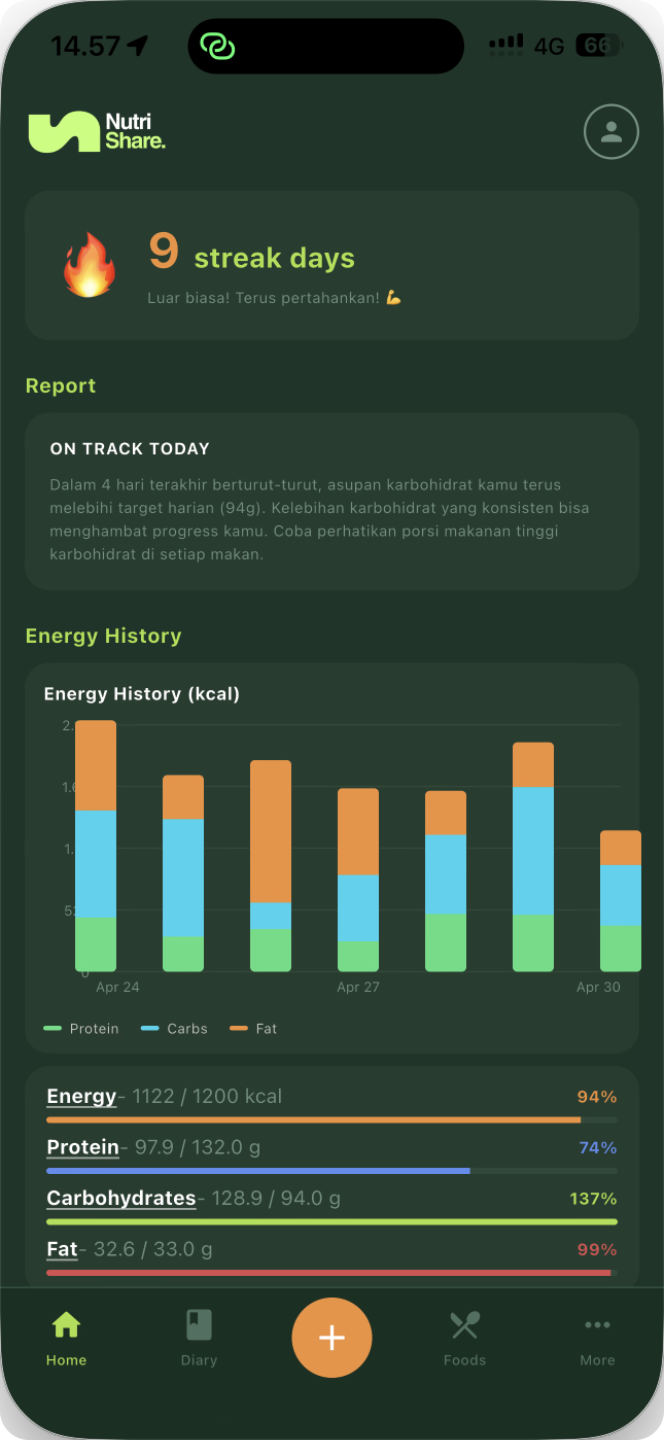 14.57
4G
66
Nutri
Share.
9 streak days
Luar biasa! Terus pertahankan! 💪
Report
ON TRACK TODAY
Dalam 4 hari terakhir berturut-turut, asupan karbohidrat kamu terus
melebihi target harian (94g). Kelebihan karbohidrat yang konsisten bisa
menghambat progress kamu. Coba perhatikan porsi makanan tinggi
karbohidrat di setiap makan.
Energy History
Energy History (kcal)
0
Apr 24
Apr 27
Apr 30
Protein
Carbs
Fat
Energy- 1122 / 1200 kcal
94%
Protein- 97.9 / 132.0 g
74%
Carbohydrates- 128.9 / 94.0 g
137%
Fat- 32.6 / 33.0 g
99%
Home
Diary
+
Foods
More